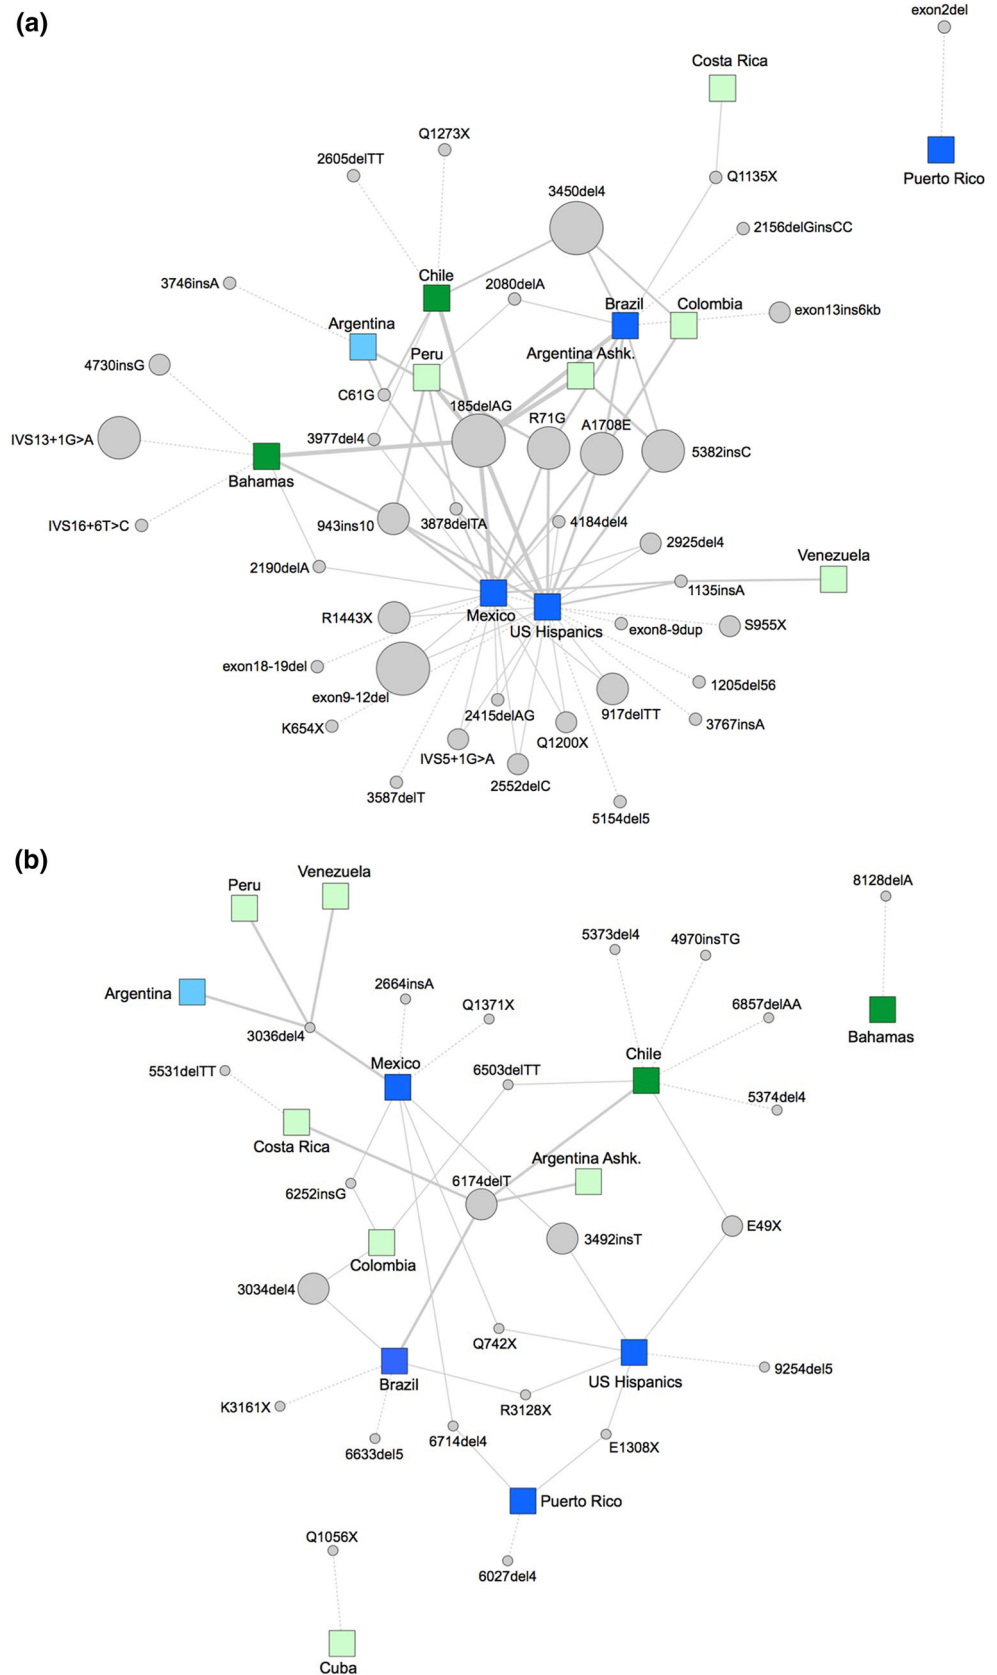 (a)
exon2del
Costa Rica
Q1273X
2605delTT
Q1135X
Puerto Rico
3450del4
2156delGinsCC
Chile
3746insA
2080delA
Brazil
Colombia
exon13ins6kb
Argentina
Argentina Ashk.
Peru
4730insG
C61G
185delAG
R71G
A1708E
IVS13+1G>A
3977del4
5382insC
Bahamas
IVS16+6T>C
943ins10
3878delTA
4184del4
2925del4
Venezuela
2190delA
1135insA
R1443X
Mexico
US Hispanics
exon8-9dup
S955X
exon18-19del
1205del56
exon9-12del
2415delAG
917delTT
K654X
3767insA
Q1200X
IVS5+1G>A
2552delC
3587delT
5154del5
(b)
Venezuela
Peru
8128delA
5373del4
4970insTG
Argentina
2664insA
Q1371X
6857delAA
3036del4
Bahamas
Mexico
Chile
5531delTT
6503delTT
5374del4
Costa Rica
Argentina Ashk.
6174delT
6252insG
E49X
3492insT
Colombia
3034del4
Q742X
9254del5
Brazil
US Hispanics
K3161X
R3128X
6714del4
6633del5
E1308X
Puerto Rico
Q1056X
6027del4
Cuba